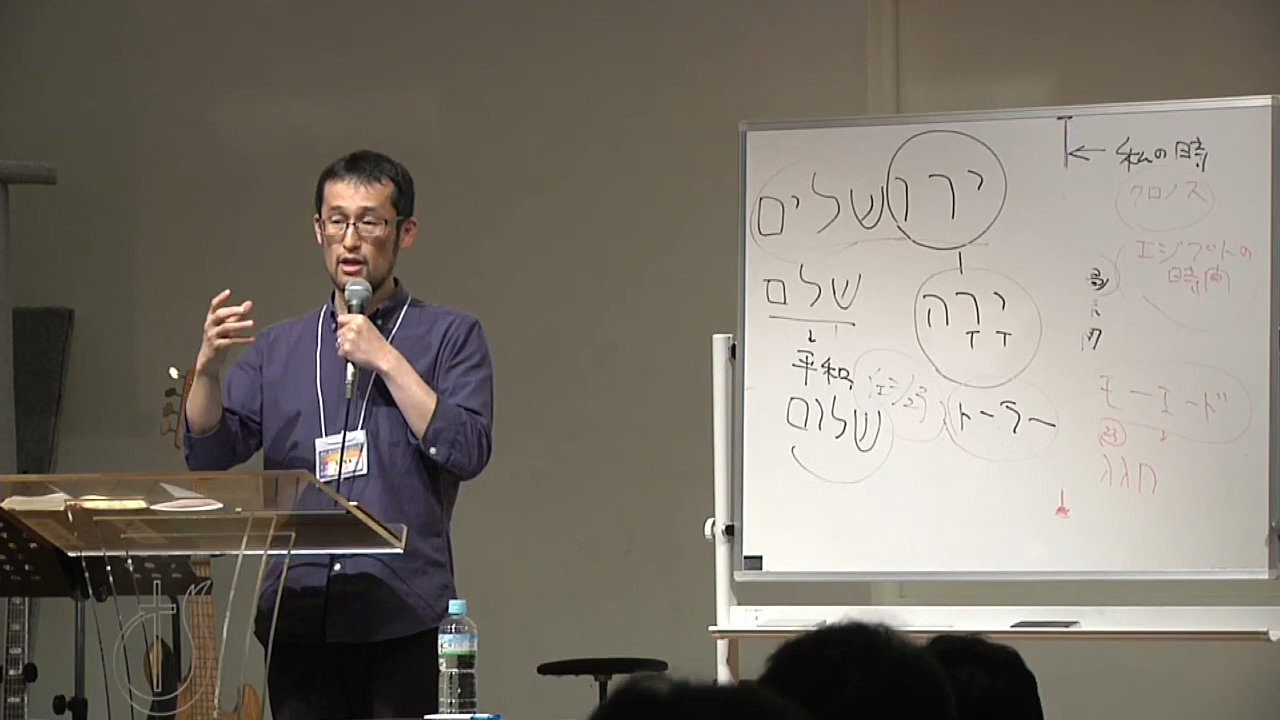 ירושלים
שלם
平和
שלום
ירה
トーラー
私の時
クロノス
エジプトの
時間
モーエード
23